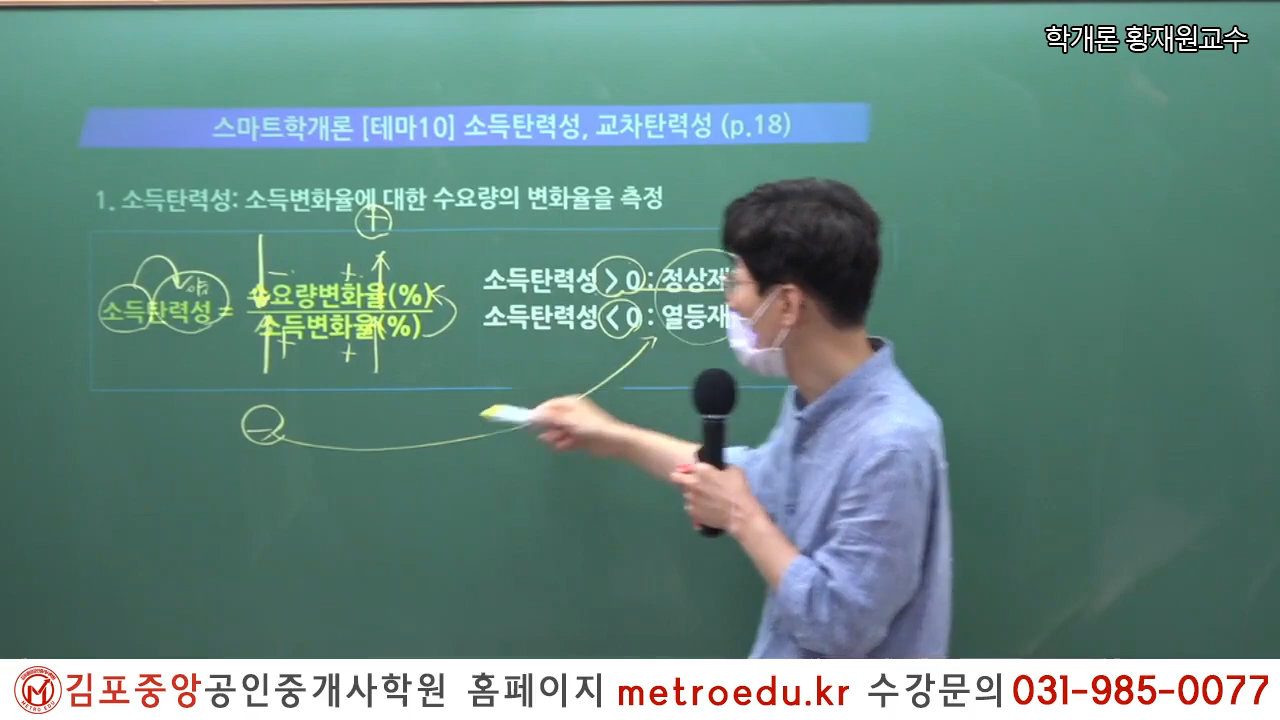 학개론 황재원교수
스마트학개론 [테마10] 소득탄력성, 교차탄력성 (p.18)
1. 소득탄력성: 소득변화율에 대한 수요량의 변화율을 측정
+
양
- +
소득탄력성 = 수요량변화율(%)
소득변화율(%)
+ +
소득탄력성 > 0 : 정상재
소득탄력성 < 0 : 열등재
-
METRO EDU
김포중앙공인중개사학원 홈페이지 metroedu.kr 수강문의 031-985-0077